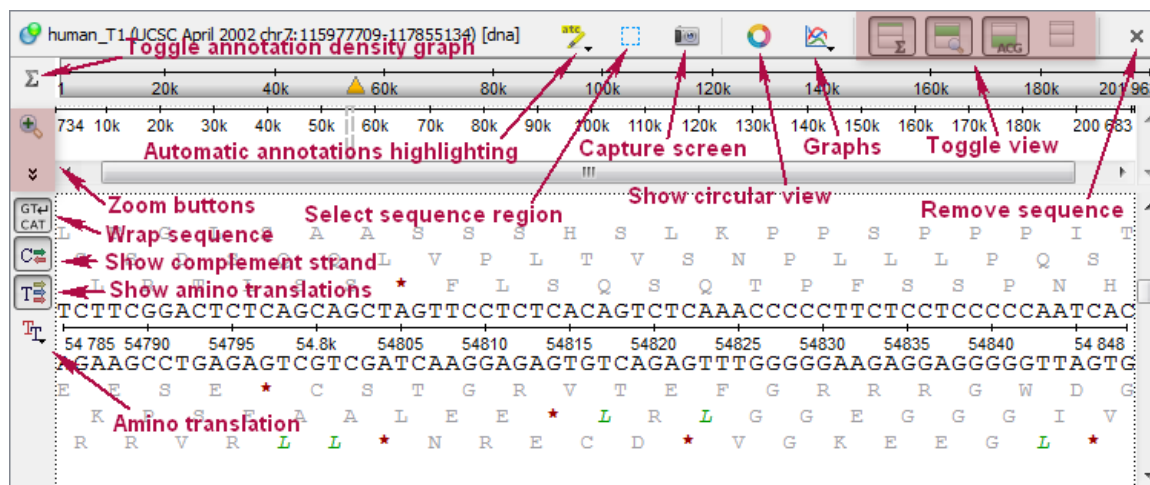 human_T1 (UCSC April 2002 chr7:115977709-117855134) [dna]
Toggle annotation density graph
1 20k 60k 80k 100k 120k 140k 160k 180k
734 10k 20k 30k 40k 50k 60k 70k 80k 90k 100k 110k 120k 130k 140k 150k 160k 170k 180k 200 683
Automatic annotations highlighting Capture screen Graphs Toggle view
Zoom buttons Select sequence region Show circular view Remove sequence
GT
CAT
Wrap sequence
A A S S S H S L K P P S P P P I T
Show complement strand
L V P L T V S N P L L L P Q S
Show amino translations
* F L S Q S Q T P F S S P N H
TCTTCGGACTCTCAGCAGCTAGTTCCTCTCACAGTCTCAAACCCCCTTCTCCTCCCCCAATCAC
54 785 54790 54795 54.8k 54805 54810 54815 54820 54825 54830 54835 54840 54 848
AGAAGCCTGAGAGTCGTCGATCAAGGAGAGTGTCAGAGTTTGGGGGAAGAGGAGGGGGTTAGTG
E E S E * C S T G R V T E F G R R R G W D G
K R S E A A L E E * L R L G G E G G G I V
Amino translation
R R V R L L * N R E C D * V G K E E G L *